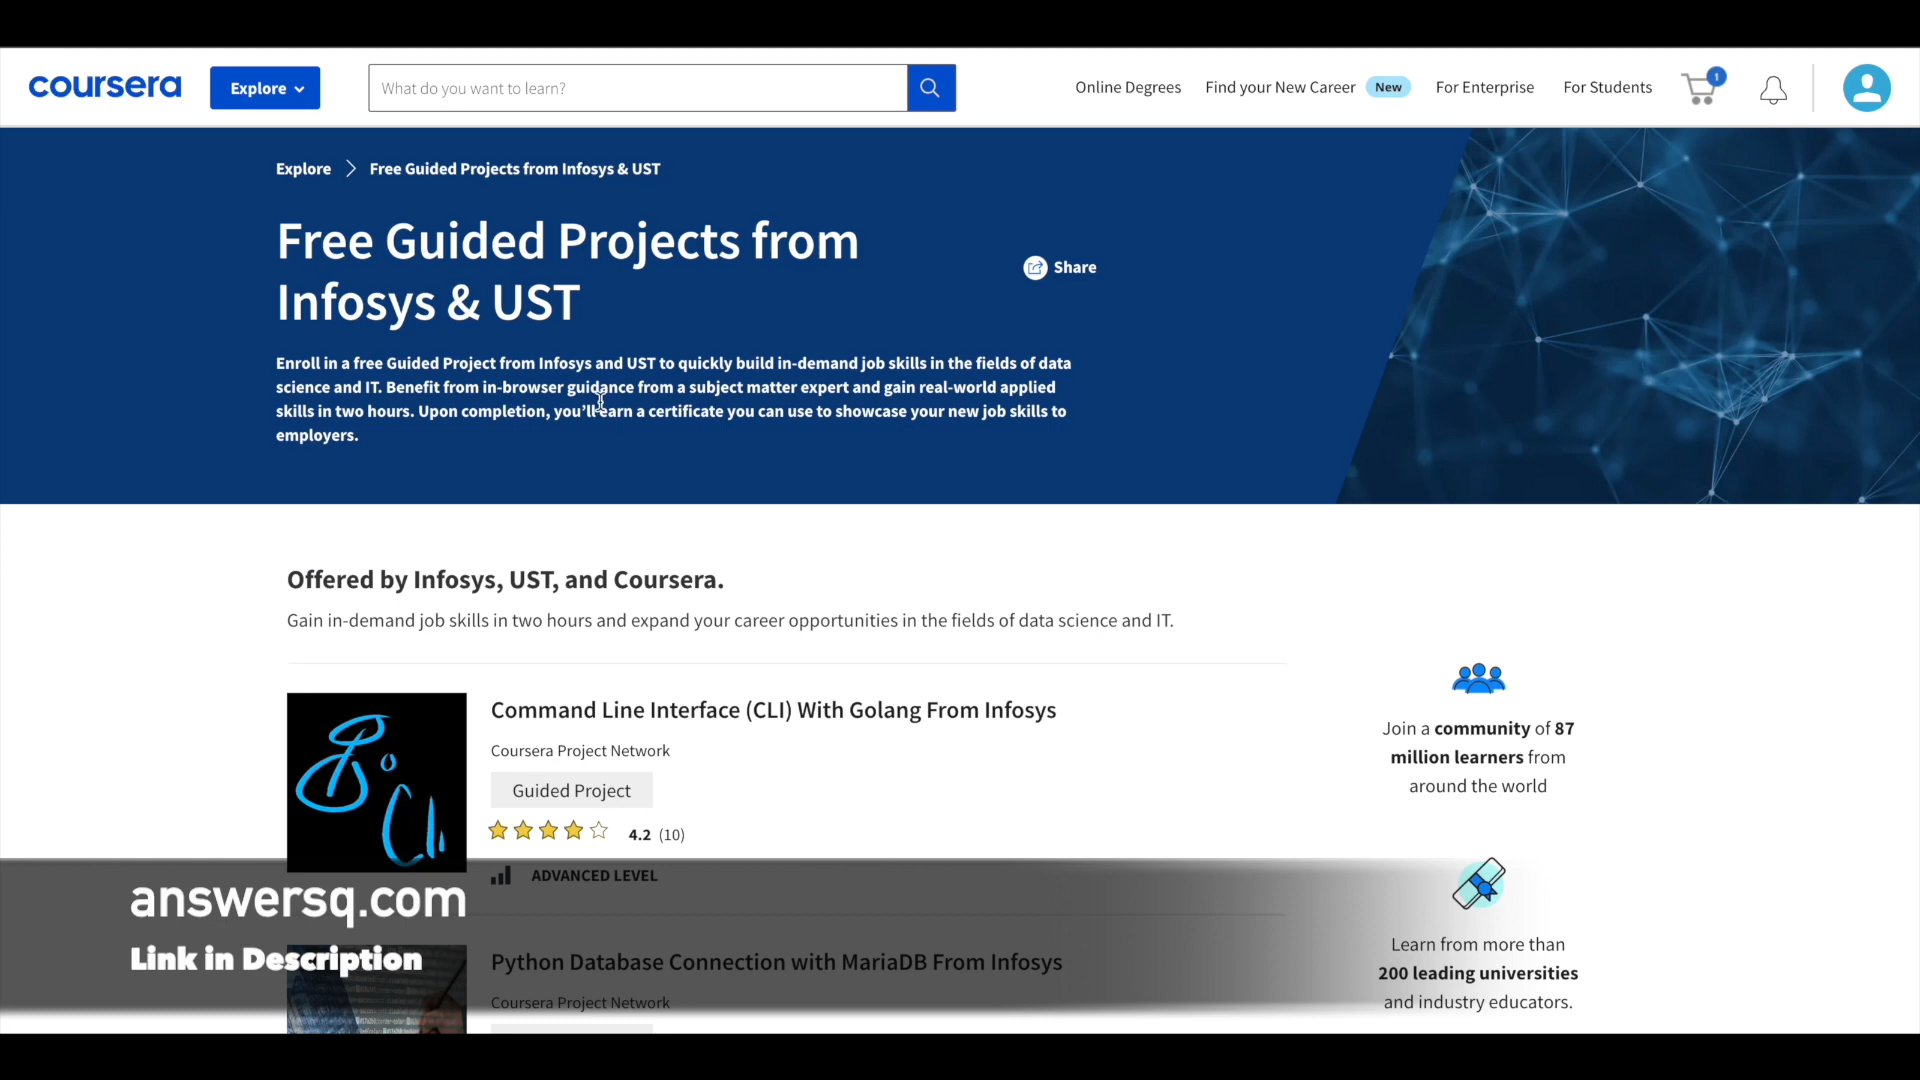 coursera
Explore
What do you want to learn?
Online Degrees
Find your New Career
New
For Enterprise
For Students
1
Explore
Free Guided Projects from Infosys & UST
Free Guided Projects from
Infosys & UST
Share
Enroll in a free Guided Project from Infosys and UST to quickly build in-demand job skills in the fields of data
science and IT. Benefit from in-browser guidance from a subject matter expert and gain real-world applied
skills in two hours. Upon completion, you’ll earn a certificate you can use to showcase your new job skills to
employers.
Offered by Infosys, UST, and Coursera.
Gain in-demand job skills in two hours and expand your career opportunities in the fields of data science and IT.
Command Line Interface (CLI) With Golang From Infosys
Coursera Project Network
Guided Project
4.2 (10)
ADVANCED LEVEL
Python Database Connection with MariaDB From Infosys
Coursera Project Network
Join a community of 87
million learners from
around the world
Learn from more than
200 leading universities
and industry educators.
answersq.com
Link in Description